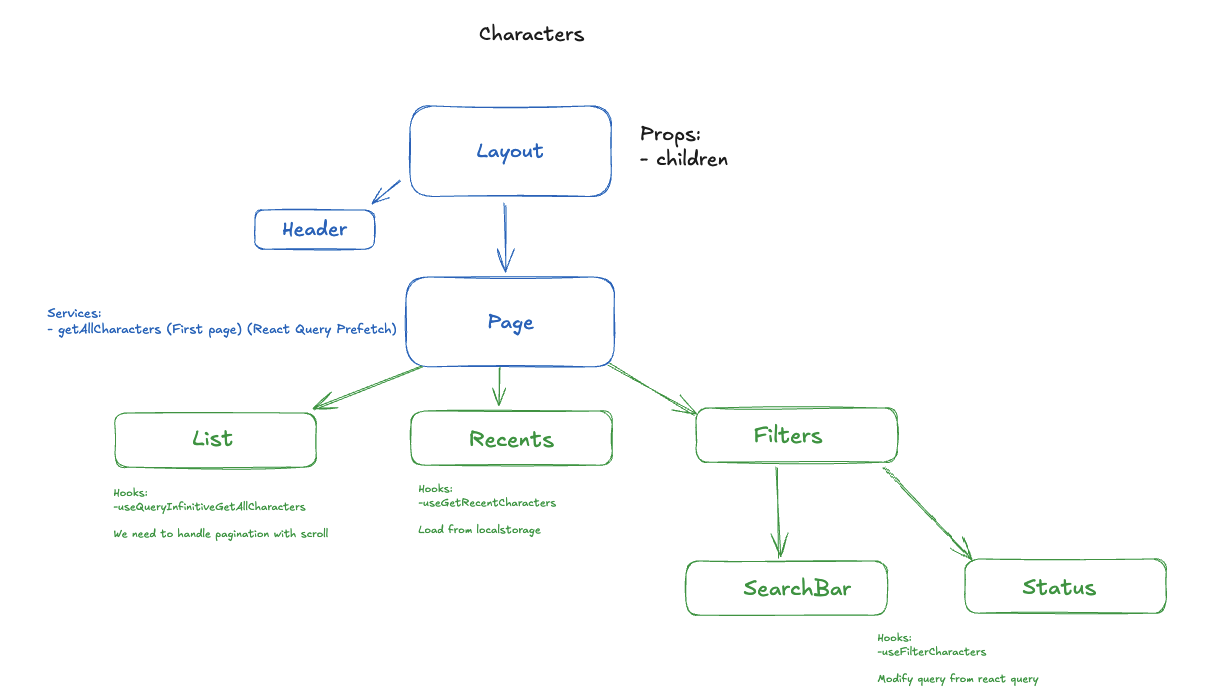 Characters
Layout
Props:
- children
Header
Services:
- getAllCharacters (First page) (React Query Prefetch)
Page
List
Recents
Filters
Hooks:
-useQueryInfinitiveGetAllCharacters
We need to handle pagination with scroll
Hooks:
-useGetRecentCharacters
Load from localstorage
SearchBar
Status
Hooks:
-useFilterCharacters
Modify query from react query